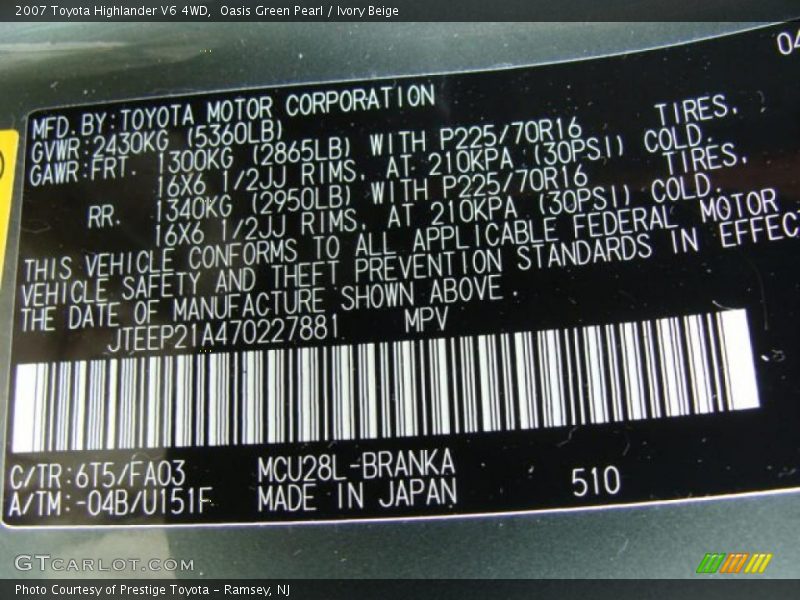 2007 Toyota Highlander V6 4WD,  Oasis Green Pearl / Ivory Beige
04
MFD.BY:TOYOTA MOTOR CORPORATION
GVWR:2430KG (5360LB)
GAWR:FRT. 1300KG (2865LB) WITH P225/70R16 TIRES,
16X6 1/2JJ RIMS, AT 210KPA (30PSI) COLD.
RR. 1340KG (2950LB) WITH P225/70R16 TIRES,
16X6 1/2JJ RIMS, AT 210KPA (30PSI) COLD.
THIS VEHICLE CONFORMS TO ALL APPLICABLE FEDERAL MOTOR
VEHICLE SAFETY AND THEFT PREVENTION STANDARDS IN EFFEC
THE DATE OF MANUFACTURE SHOWN ABOVE.
JTEEP21A470227881 MPV
C/TR:6T5/FA03 MCU28L-BRANKA 510
A/TM:-04B/U151F MADE IN JAPAN
GTCARLOT.COM
Photo Courtesy of Prestige Toyota - Ramsey, NJ